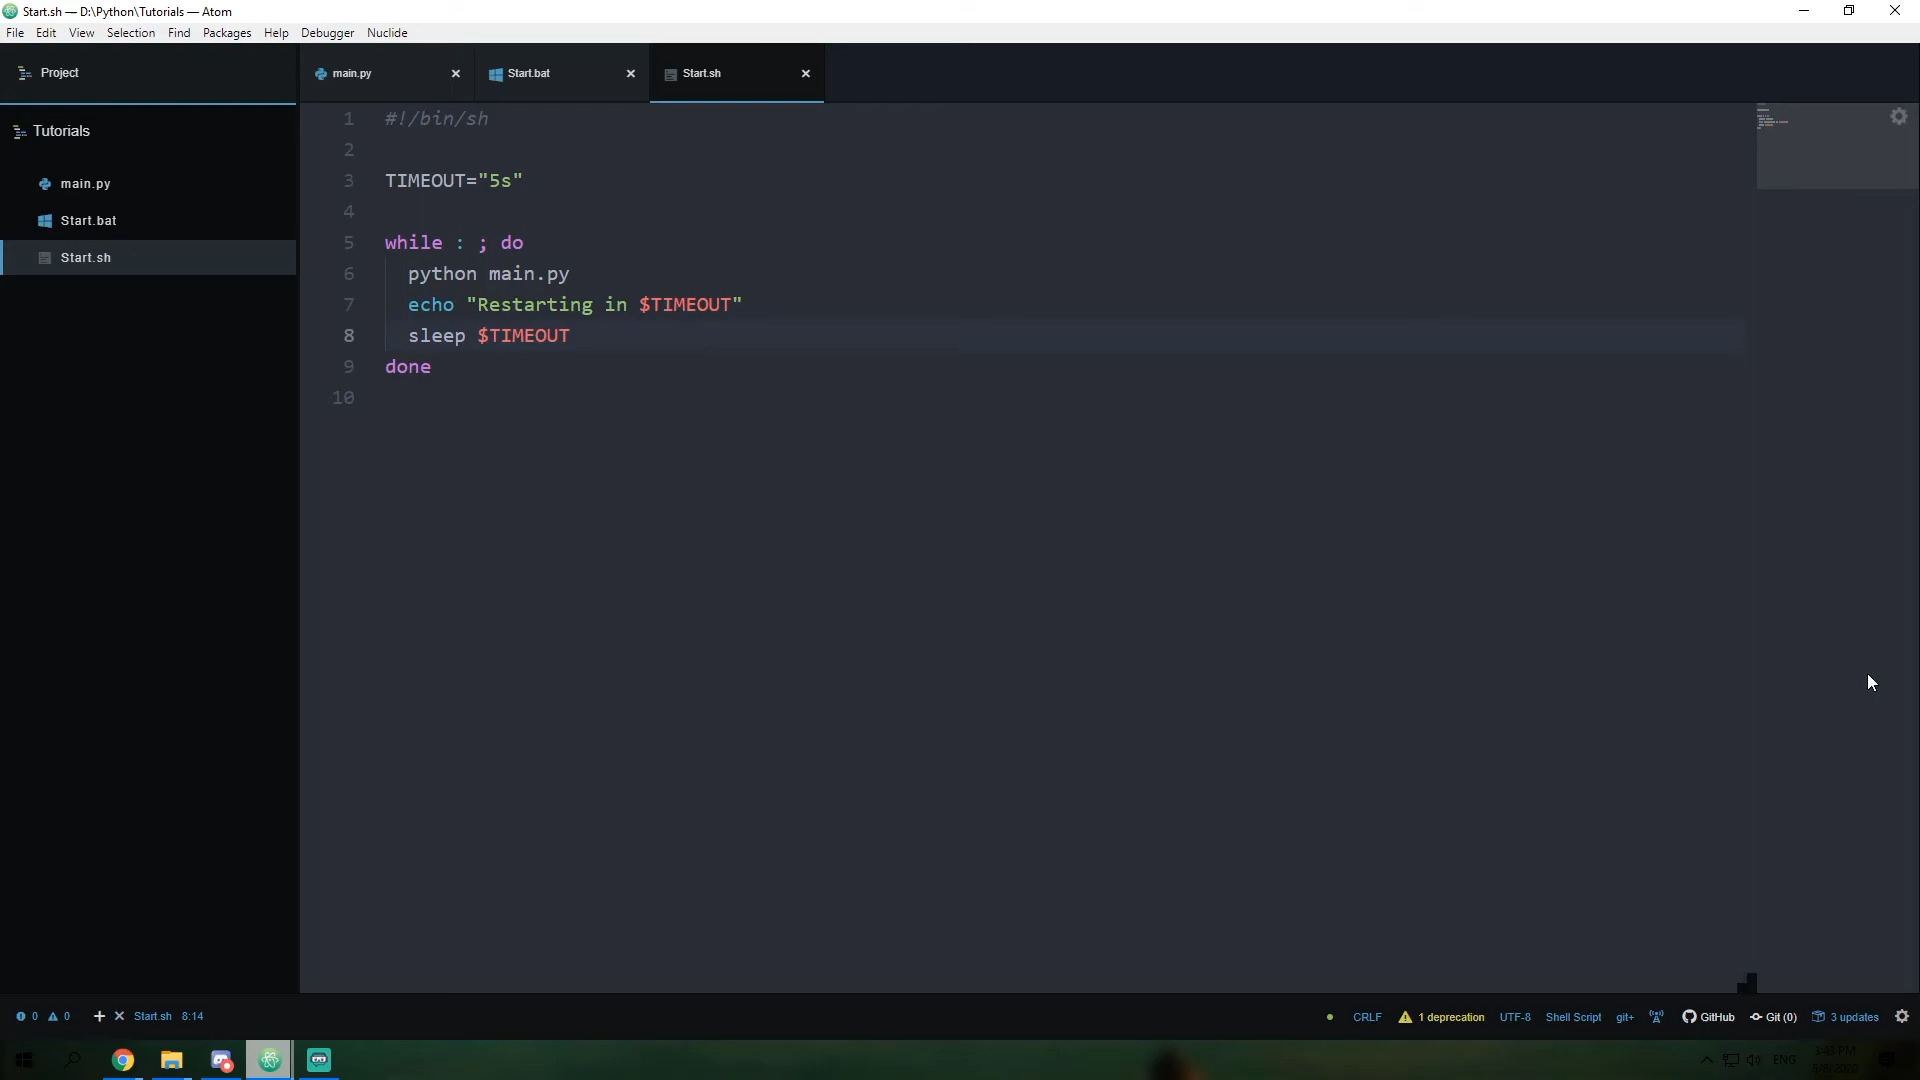 Start.sh — D:\Python\Tutorials — Atom
File Edit View Selection Find Packages Help Debugger Nuclide
Project
main.py
Start.bat
Start.sh
Tutorials
main.py
Start.bat
Start.sh
1 #!/bin/sh
2
3 TIMEOUT="5s"
4
5 while : ; do
6 python main.py
7 echo "Restarting in $TIMEOUT"
8 sleep $TIMEOUT
9 done
10
0 0 Start.sh 8:14
CRLF 1 deprecation UTF-8 Shell Script git+ GitHub Git (0) 3 updates
ENG
3:43 PM